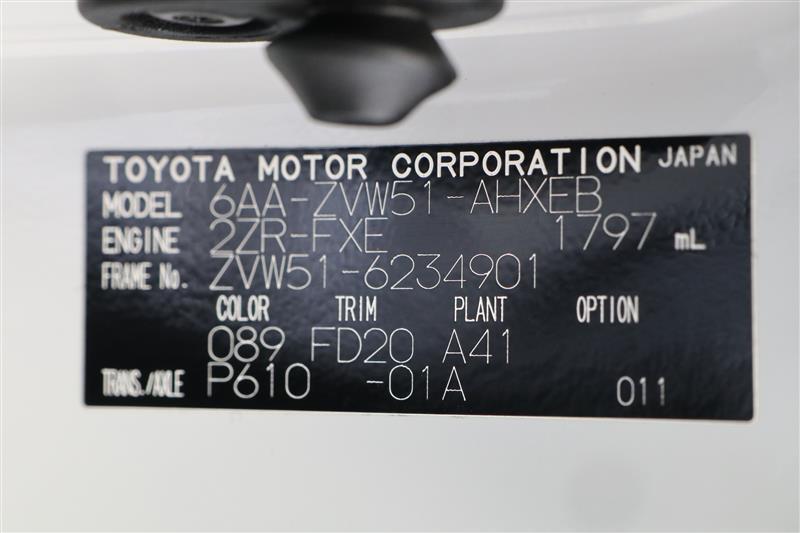 TOYOTA MOTOR CORPORATION JAPAN
MODEL 6AA-ZVW51-AHXEB
ENGINE 2ZR-FXE 1797 mL
FRAME No. ZVW51-6234901
COLOR TRIM PLANT OPTION
089 FD20 A41
TRANS./AXLE P610 -01A 011